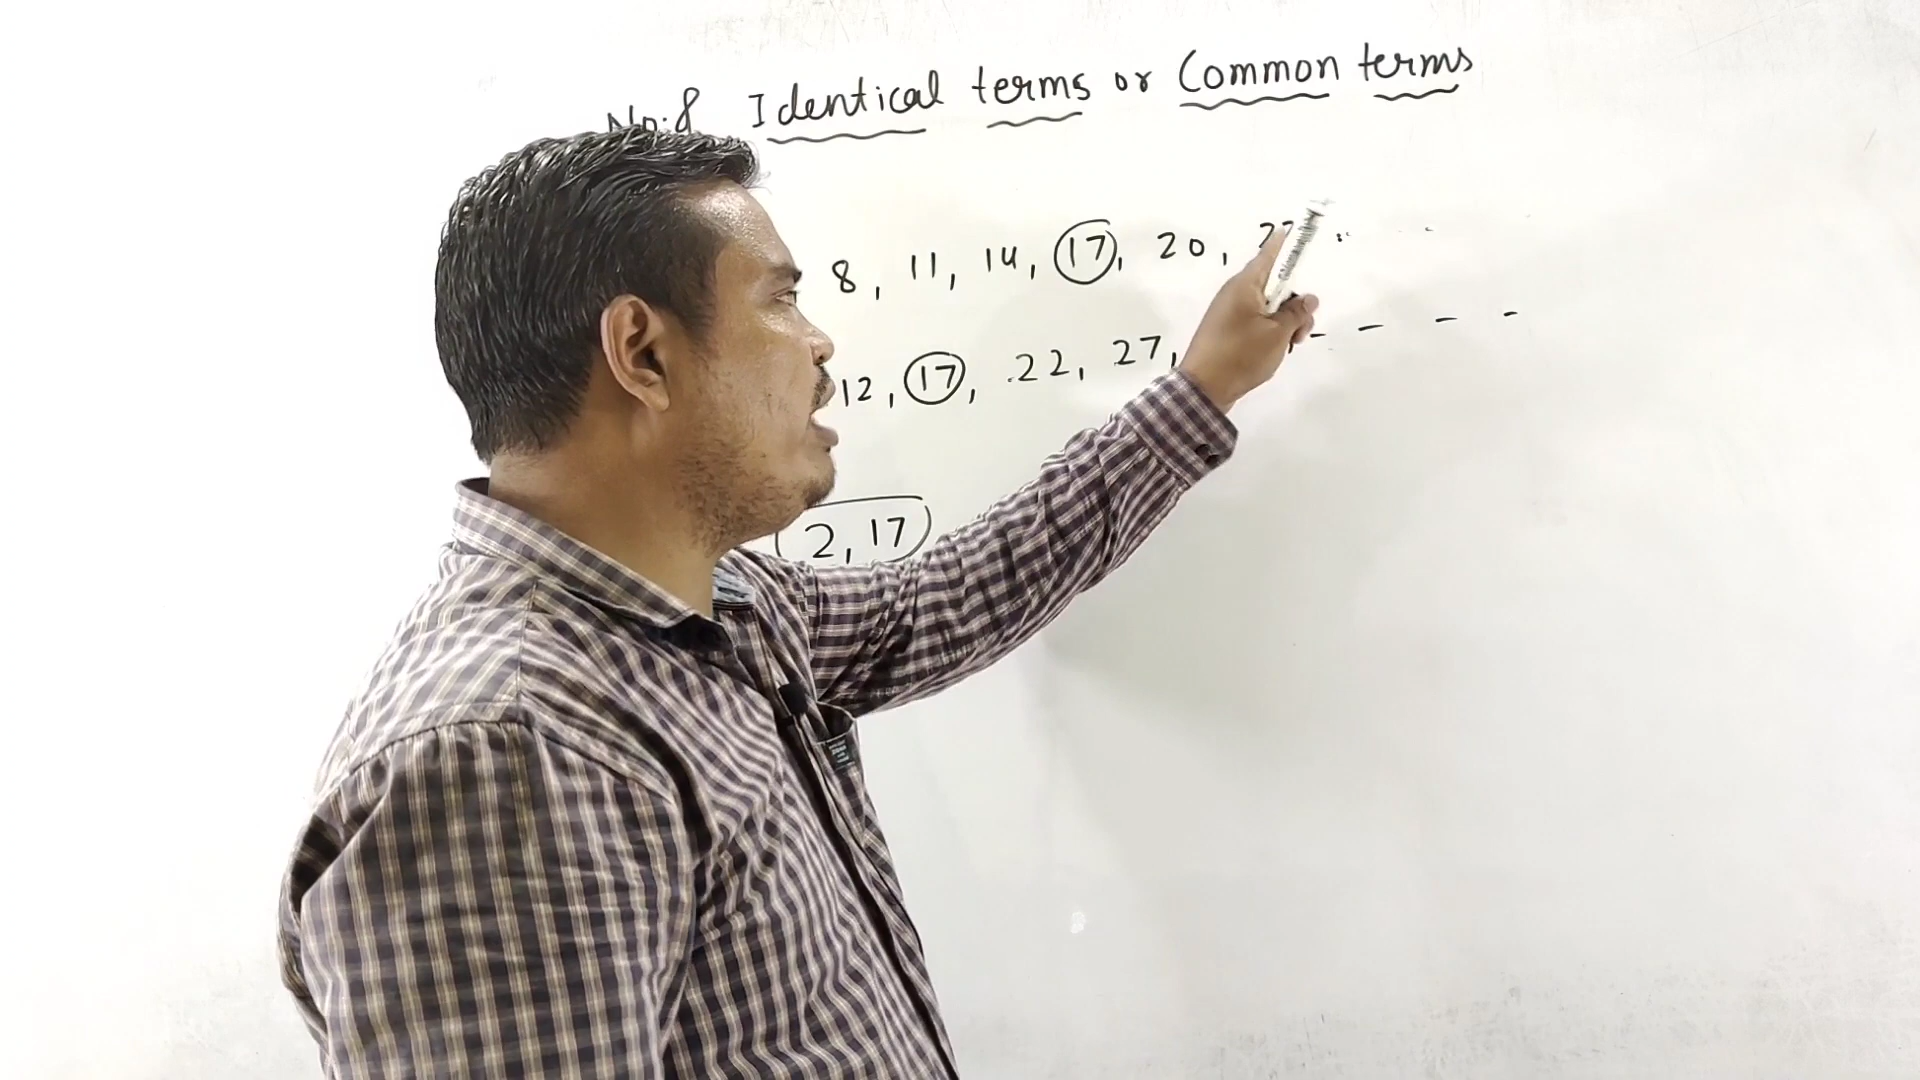 No:8 Identical terms or Common terms
8, 11, 14, 17, 20,
12, 17, 22, 27,
2, 17